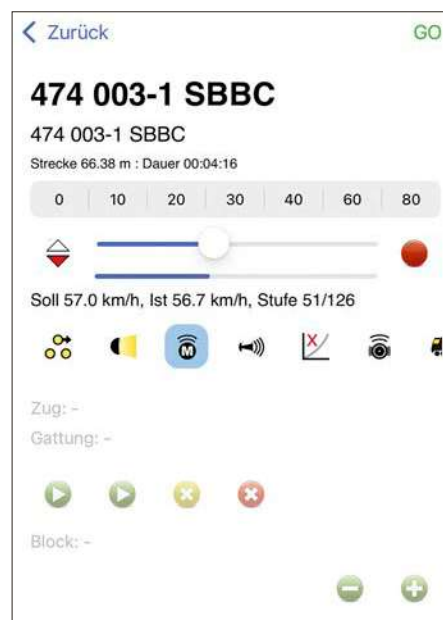 Zurück GO
474 003-1 SBBC
474 003-1 SBBC
Strecke 66.38 m : Dauer 00:04:16
0 10 20 30 40 60 80
Soll 57.0 km/h, Ist 56.7 km/h, Stufe 51/126
M X
Zug: -
Gattung: -
Block: -